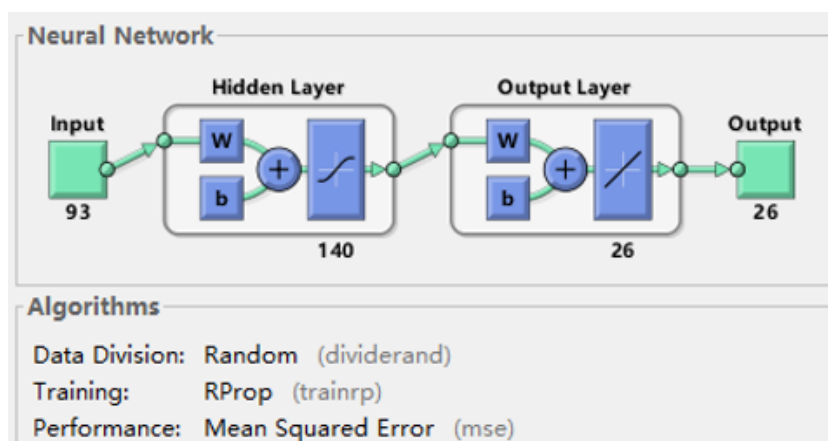 Neural Network
Hidden Layer
Output Layer
Input
Output
W
b
+
W
b
+
93
140
26
26
Algorithms
Data Division: Random (dividerand)
Training: RProp (trainrp)
Performance: Mean Squared Error (mse)